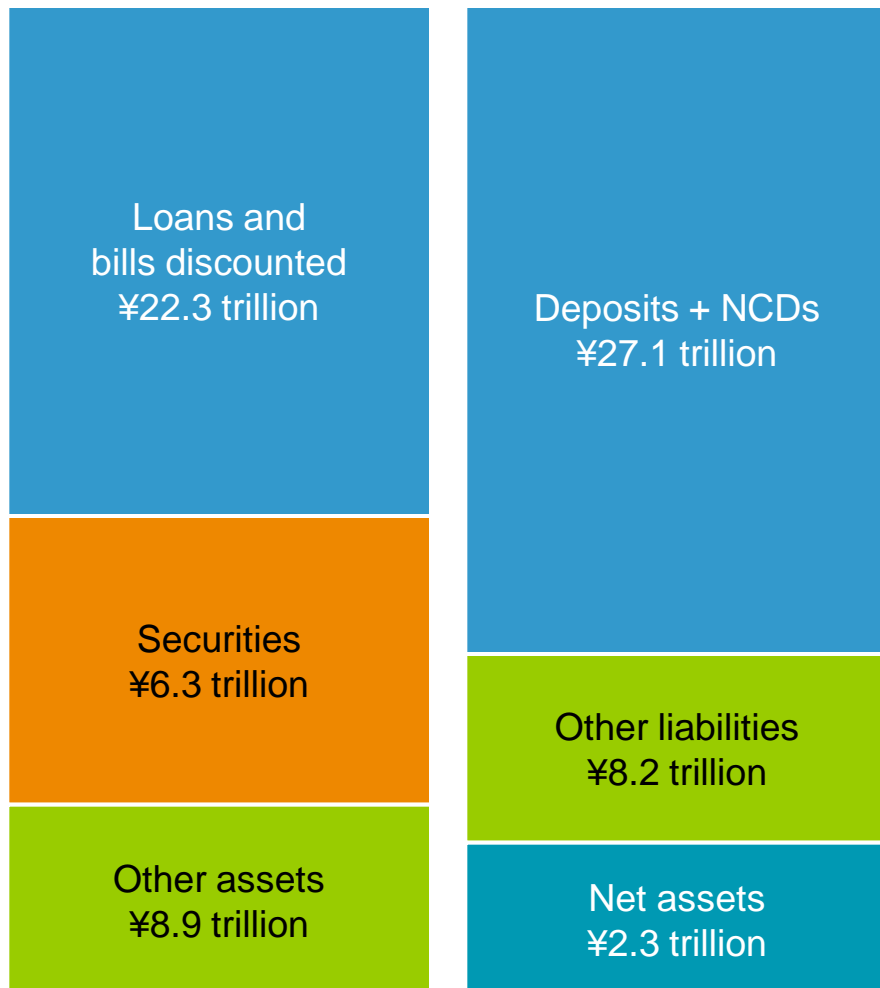 Loans and
bills discounted
¥22.3 trillion
Securities
¥6.3 trillion
Other assets
¥8.9 trillion
Deposits + NCDs
¥27.1 trillion
Other liabilities
¥8.2 trillion
Net assets
¥2.3 trillion